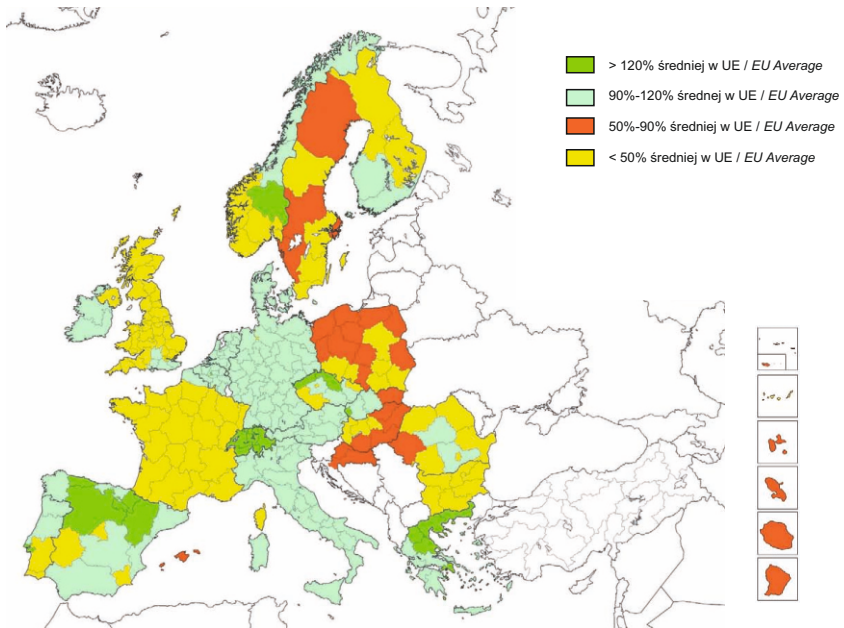 > 120% średniej w UE / EU Average
90%-120% średnej w UE / EU Average
50%-90% średniej w UE / EU Average
< 50% średniej w UE / EU Average